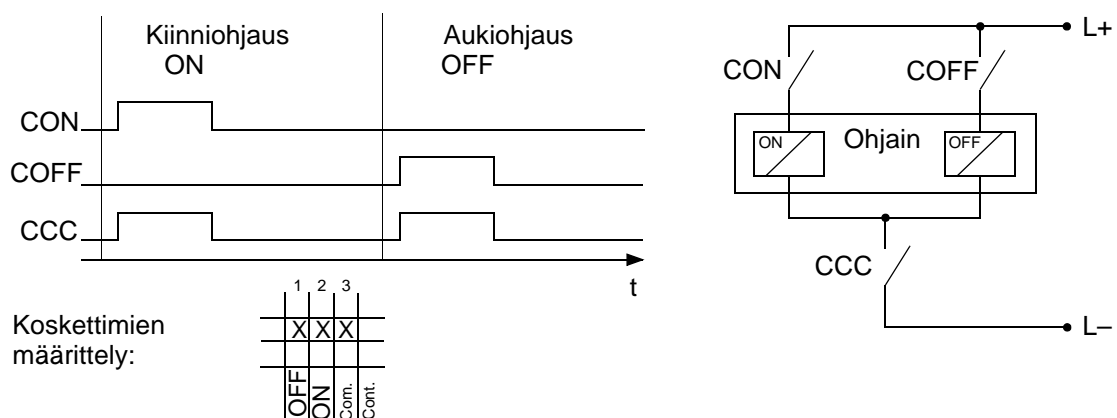 Kiinniohjaus
ON
Aukiohjaus
OFF
CON
COFF
CCC
t
Koskettimien
määrittely:
1 2 3
X X X
OFF
ON
Com.
Cont.
L+
CON
COFF
ON
Ohjain
OFF
CCC
L–